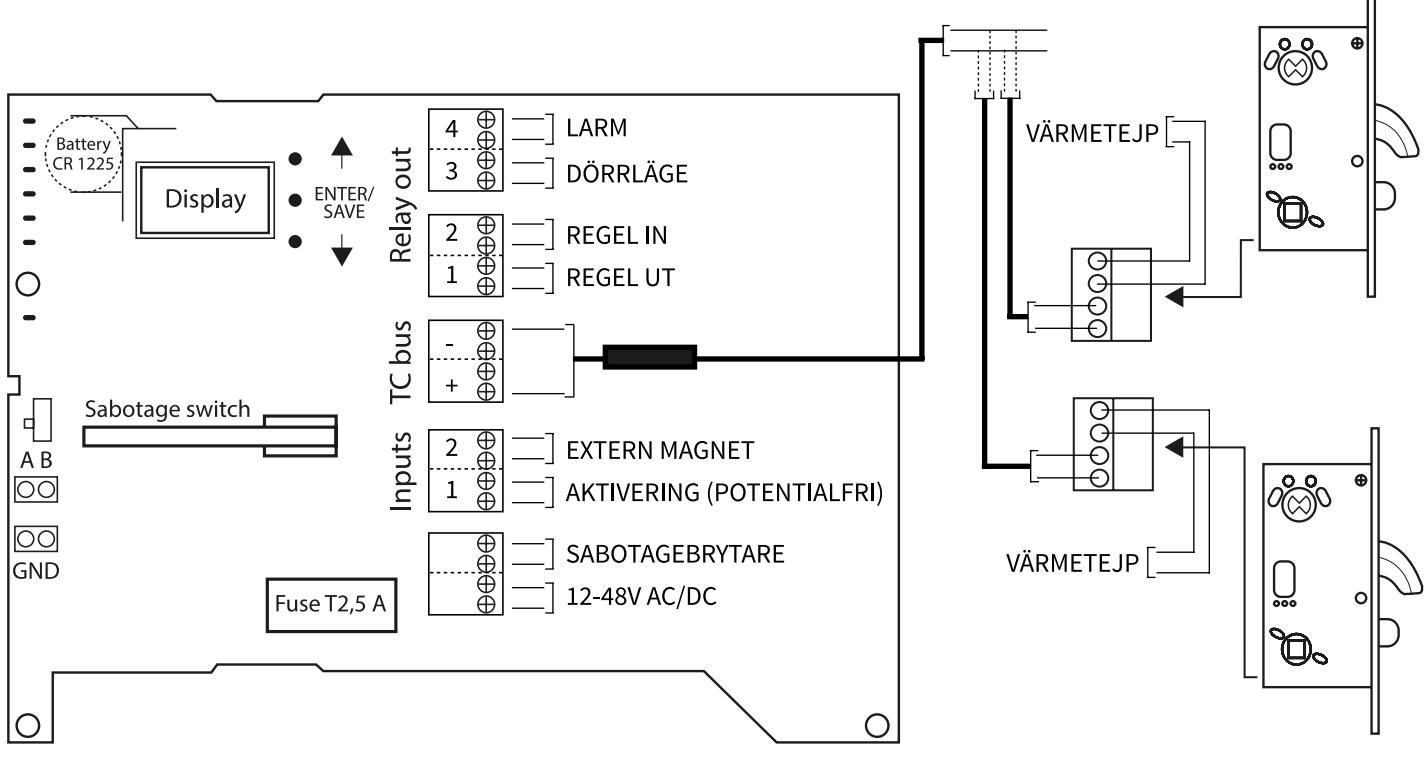 Battery
CR 1225
Display
ENTER/
SAVE
Relay out
4
LARM
3
DÖRRLÄGE
2
REGEL IN
1
REGEL UT
TC bus
-
+
Inputs
2
EXTERN MAGNET
1
AKTIVERING (POTENTIALFRI)
SABOTAGEBRYTARE
12-48V AC/DC
Sabotage switch
A B
GND
Fuse T2,5 A
VÄRMETEJP
VÄRMETEJP